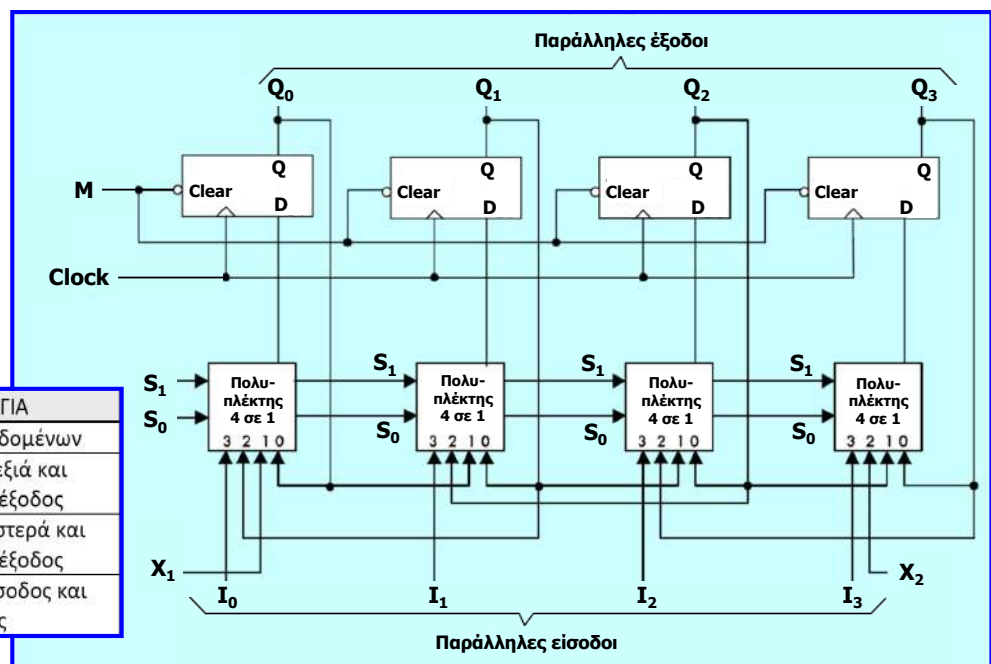 Παράλληλες έξοδοι
Q0 Q1 Q2 Q3
Q Q Q Q
M Clear Clear Clear Clear
D D D D
Clock
S1 S1 S1 S1
Πολυ-
πλέκτης
4 σε 1
Πολυ-
πλέκτης
4 σε 1
Πολυ-
πλέκτης
4 σε 1
Πολυ-
πλέκτης
4 σε 1
S0 S0 S0 S0
3 2 1 0 3 2 1 0 3 2 1 0 3 2 1 0
ΓΙΑ
δομένων
εξιά και
έξοδος
στερά και
έξοδος
σοδος και
ς
X1 X2
I0 I1 I2 I3
Παράλληλες είσοδοι